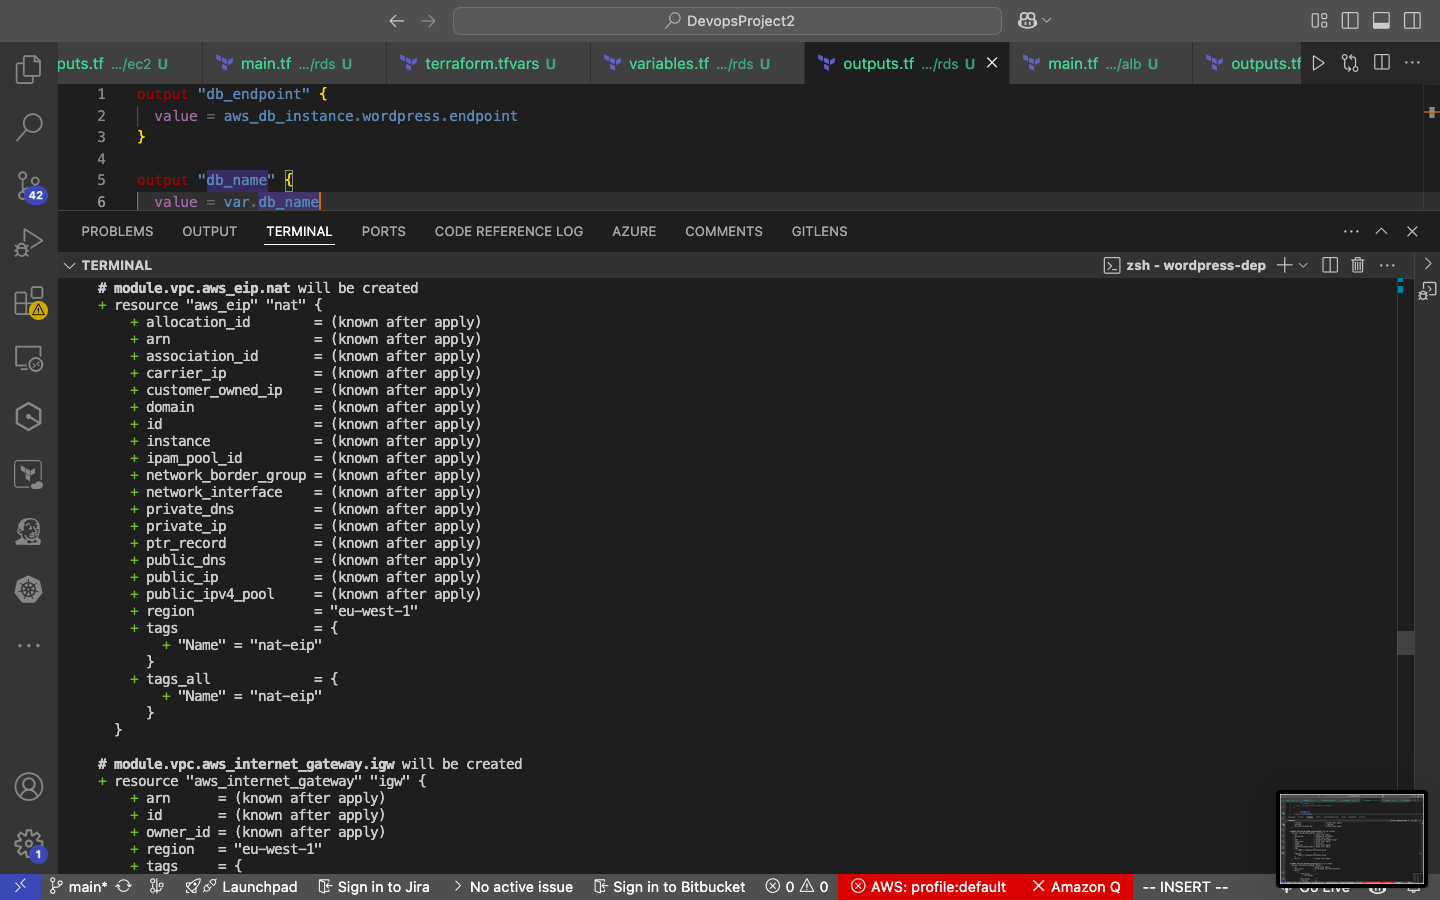 DevopsProject2
puts.tf .../ec2 U
main.tf .../rds U
terraform.tfvars U
variables.tf .../rds U
outputs.tf .../rds U
main.tf .../alb U
outputs.tf
1 output "db_endpoint" {
2 value = aws_db_instance.wordpress.endpoint
3 }
4
5 output "db_name" {
6 value = var.db_name
42
PROBLEMS OUTPUT TERMINAL PORTS CODE REFERENCE LOG AZURE COMMENTS GITLENS
TERMINAL
zsh - wordpress-dep
# module.vpc.aws_eip.nat will be created
+ resource "aws_eip" "nat" {
+ allocation_id = (known after apply)
+ arn = (known after apply)
+ association_id = (known after apply)
+ carrier_ip = (known after apply)
+ customer_owned_ip = (known after apply)
+ domain = (known after apply)
+ id = (known after apply)
+ instance = (known after apply)
+ ipam_pool_id = (known after apply)
+ network_border_group = (known after apply)
+ network_interface = (known after apply)
+ private_dns = (known after apply)
+ private_ip = (known after apply)
+ ptr_record = (known after apply)
+ public_dns = (known after apply)
+ public_ip = (known after apply)
+ public_ipv4_pool = (known after apply)
+ region = "eu-west-1"
+ tags = {
+ "Name" = "nat-eip"
}
+ tags_all = {
+ "Name" = "nat-eip"
}
}
# module.vpc.aws_internet_gateway.igw will be created
+ resource "aws_internet_gateway" "igw" {
+ arn = (known after apply)
+ id = (known after apply)
+ owner_id = (known after apply)
+ region = "eu-west-1"
+ tags = {
1
main* Launchpad Sign in to Jira No active issue Sign in to Bitbucket 0 0 AWS: profile:default Amazon Q -- INSERT --